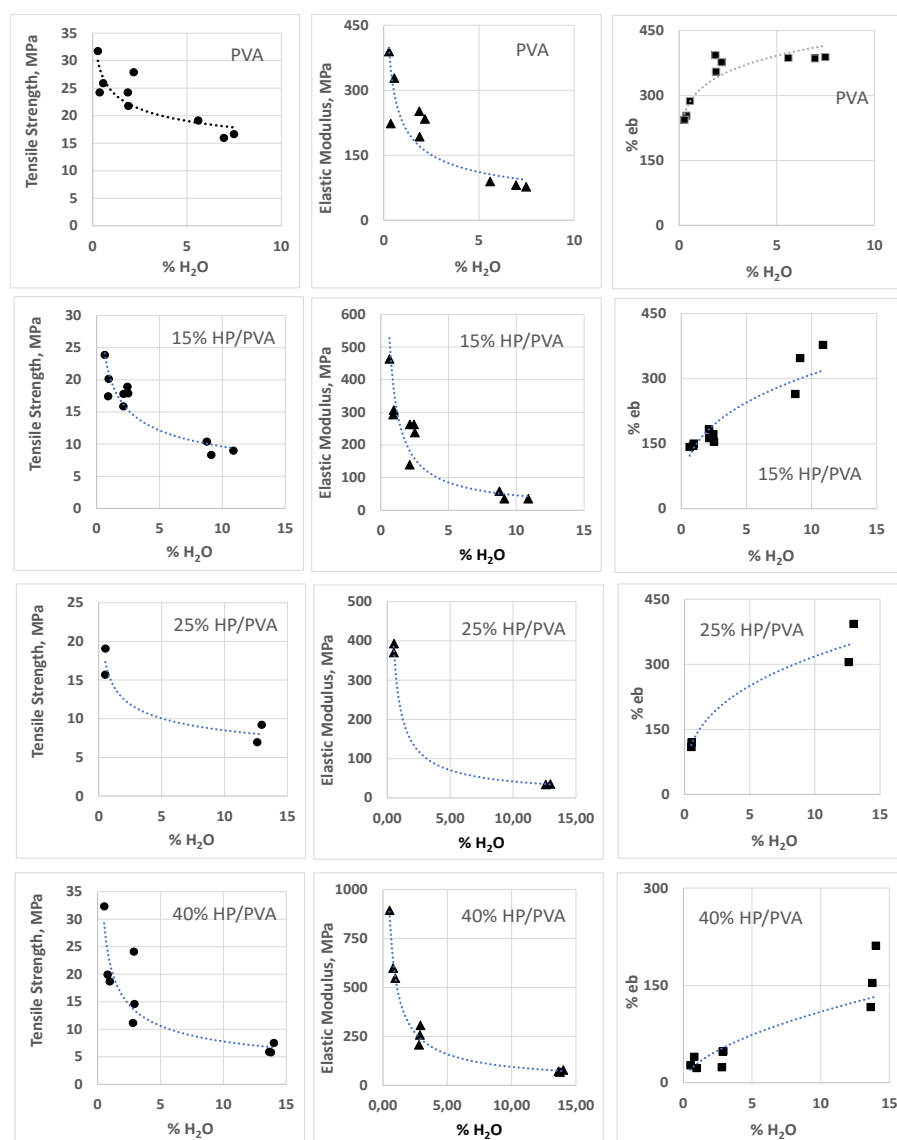 35
30
25
20
15
10
5
0
Tensile Strength, MPa
PVA
0 5 10
% H₂O
450
300
150
0
Elastic Modulus, MPa
PVA
0 5 10
% H₂O
450
300
150
0
% eb
PVA
0 2 4 6 8 10
% H₂O
30
25
20
15
10
5
0
Tensile Strength, MPa
15% HP/PVA
0 5 10 15
% H₂O
600
500
400
300
200
100
0
Elastic Modulus, MPa
15% HP/PVA
0 5 10 15
% H₂O
450
300
150
0
% eb
15% HP/PVA
0 5 10 15
% H₂O
25
20
15
10
5
0
Tensile Strength, MPa
25% HP/PVA
0 5 10 15
% H₂O
500
400
300
200
100
0
Elastic Modulus, MPa
25% HP/PVA
0,00 5,00 10,00 15,00
% H₂O
450
300
150
0
% eb
25% HP/PVA
0 5 10 15
% H₂O
35
30
25
20
15
10
5
0
Tensile Strength, MPa
40% HP/PVA
0 5 10 15
% H₂O
1000
750
500
250
0
Elastic Modulus, MPa
40% HP/PVA
0,00 5,00 10,00 15,00
% H₂O
300
150
0
% eb
40% HP/PVA
0 5 10 15
% H₂O